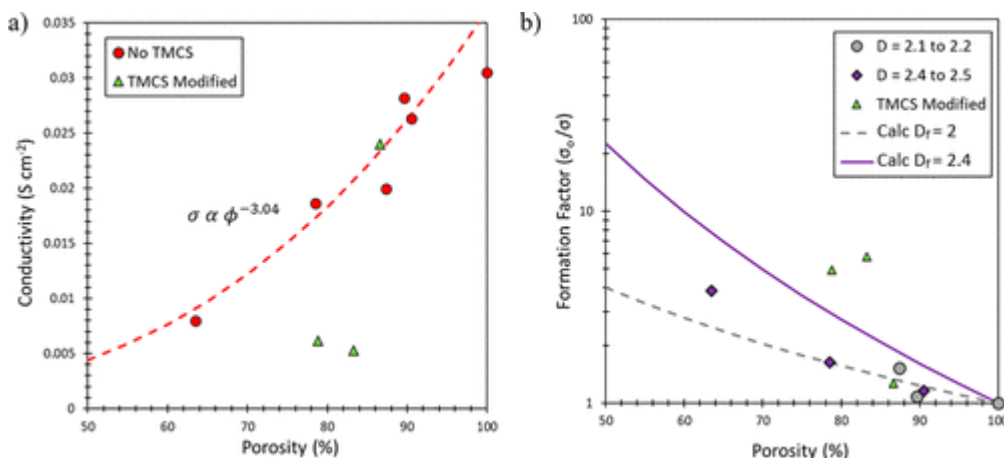 a)
0.035
0.03
0.025
0.02
0.015
0.01
0.005
0
Conductivity (S cm⁻²)
No TMCS
TMCS Modified
σ α ϕ⁻³·⁰⁴
50 60 70 80 90 100
Porosity (%)
b)
100
10
1
Formation Factor (σₒ/σ)
D = 2.1 to 2.2
D = 2.4 to 2.5
TMCS Modified
Calc D_f = 2
Calc D_f = 2.4
50 60 70 80 90 100
Porosity (%)